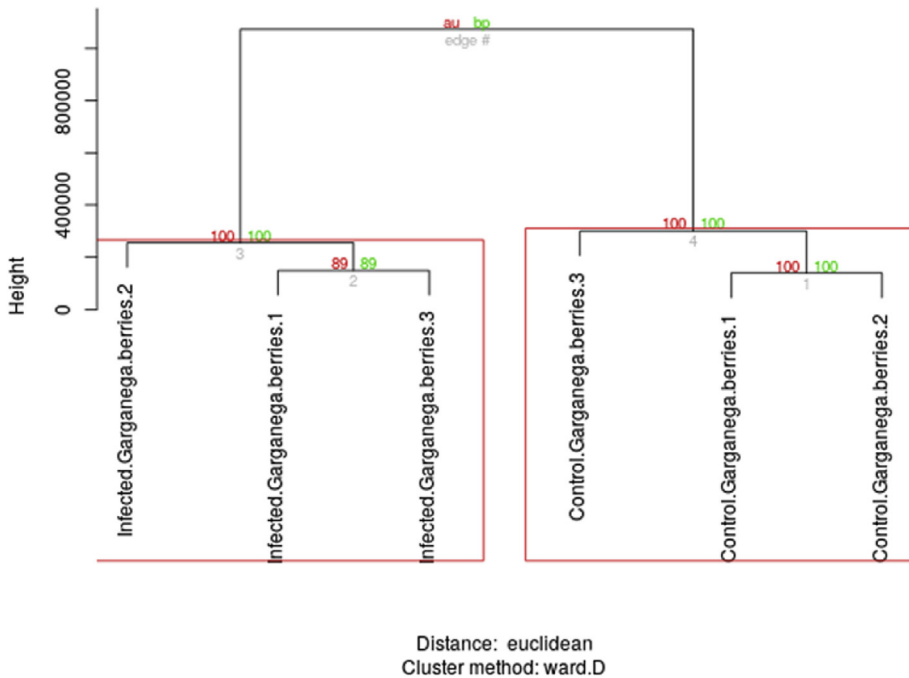 au bp
edge #
Height
0
400000
800000
100 100
3
89 89
2
100 100
4
100 100
1
Infected.Garganega.berries.2
Infected.Garganega.berries.1
Infected.Garganega.berries.3
Control.Garganega.berries.3
Control.Garganega.berries.1
Control.Garganega.berries.2
Distance: euclidean
Cluster method: ward.D